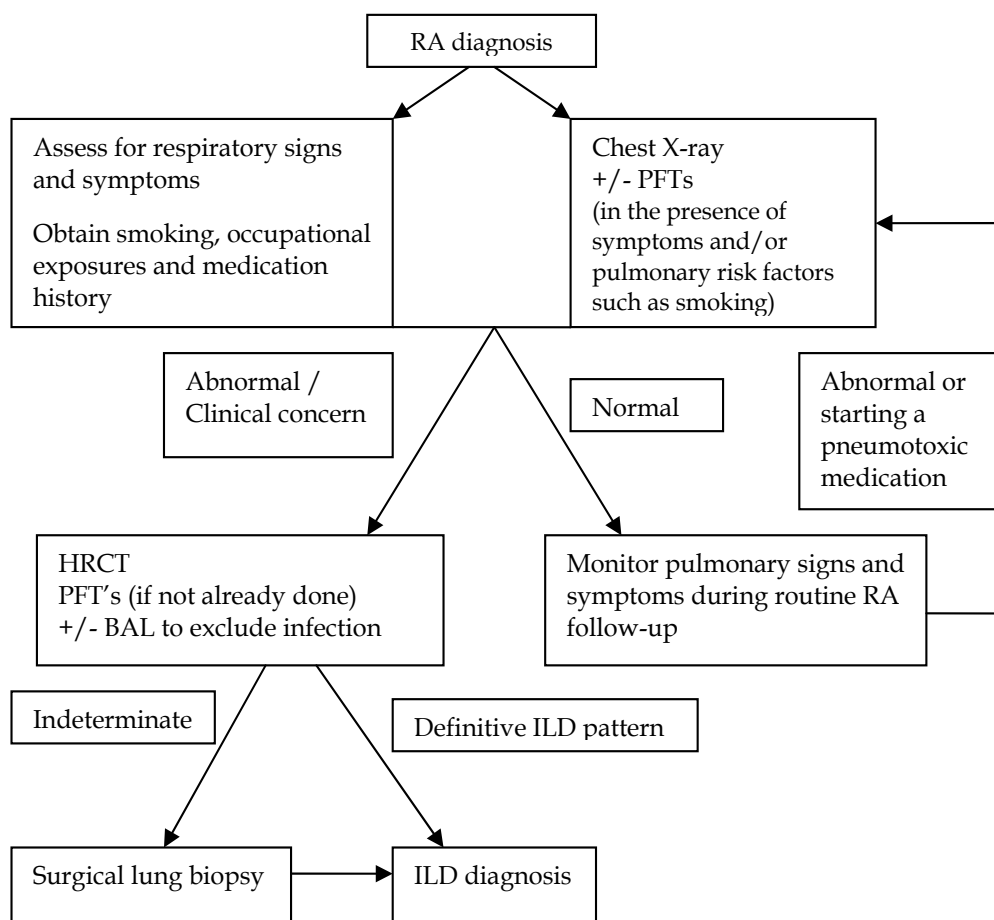 RA diagnosis
Assess for respiratory signs
and symptoms
Obtain smoking, occupational
exposures and medication
history
Chest X-ray
+/- PFTs
(in the presence of
symptoms and/or
pulmonary risk factors
such as smoking)
Abnormal /
Clinical concern
Normal
Abnormal or
starting a
pneumotoxic
medication
HRCT
PFT's (if not already done)
+/- BAL to exclude infection
Monitor pulmonary signs and
symptoms during routine RA
follow-up
Indeterminate
Definitive ILD pattern
Surgical lung biopsy
ILD diagnosis